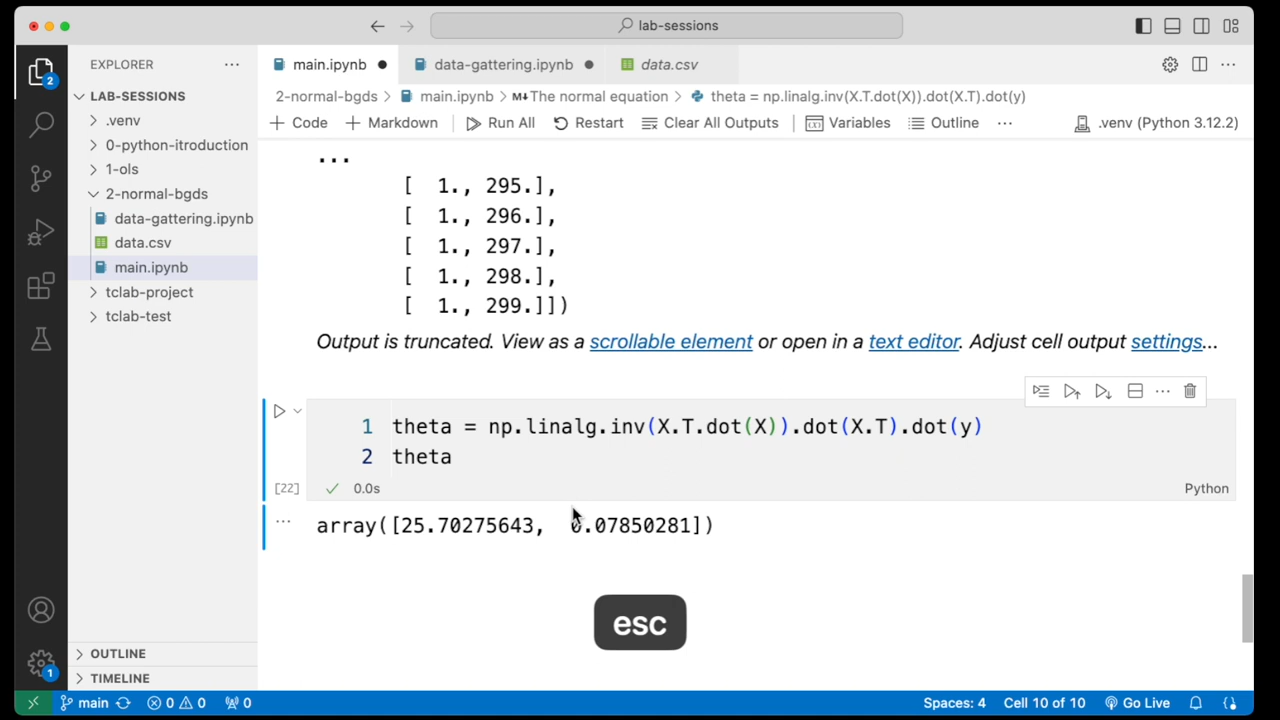 lab-sessions
EXPLORER
main.ipynb
data-gattering.ipynb
data.csv
LAB-SESSIONS
2-normal-bgds > main.ipynb > M↓The normal equation > theta = np.linalg.inv(X.T.dot(X)).dot(X.T).dot(y)
+ Code + Markdown Run All Restart Clear All Outputs Variables Outline ... .venv (Python 3.12.2)
.venv
0-python-itroduction
1-ols
2-normal-bgds
data-gattering.ipynb
data.csv
main.ipynb
tclab-project
tclab-test
...
[ 1., 295.],
[ 1., 296.],
[ 1., 297.],
[ 1., 298.],
[ 1., 299.]])
Output is truncated. View as a scrollable element or open in a text editor. Adjust cell output settings...
1 theta = np.linalg.inv(X.T.dot(X)).dot(X.T).dot(y)
2 theta
[22] 0.0s Python
array([25.70275643, 0.07850281])
esc
OUTLINE
TIMELINE
2
1
main 0 0 0 Spaces: 4 Cell 10 of 10 Go Live